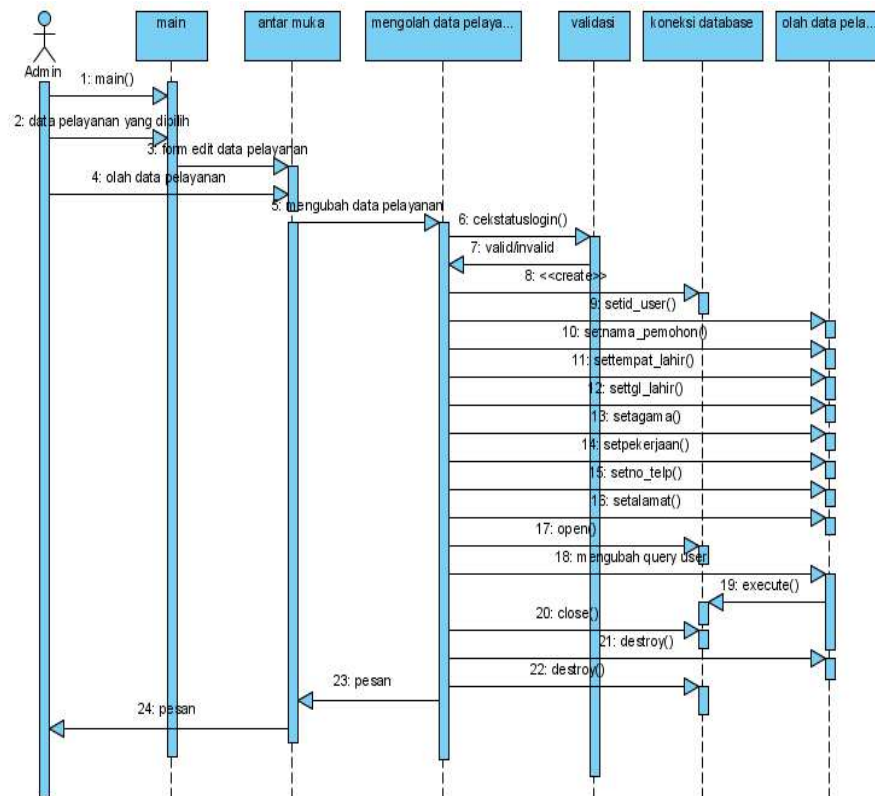 main
antar muka
mengolah data pelaya...
validasi
koneksi database
olah data pela...
Admin
1: main()
2: data pelayanan yang dipilih
3: form edit data pelayanan
4: olah data pelayanan
5: mengubah data pelayanan
6: cekstatuslogin()
7: valid/invalid
8: <<create>>
9: setid_user()
10: setnama_pemohon()
11: settempat_lahir()
12: settgl_lahir()
13: setagama()
14: setpekerjaan()
15: setno_telp()
16: setalamat()
17: open()
18: mengubah query user
19: execute()
20: close()
21: destroy()
22: destroy()
23: pesan
24: pesan